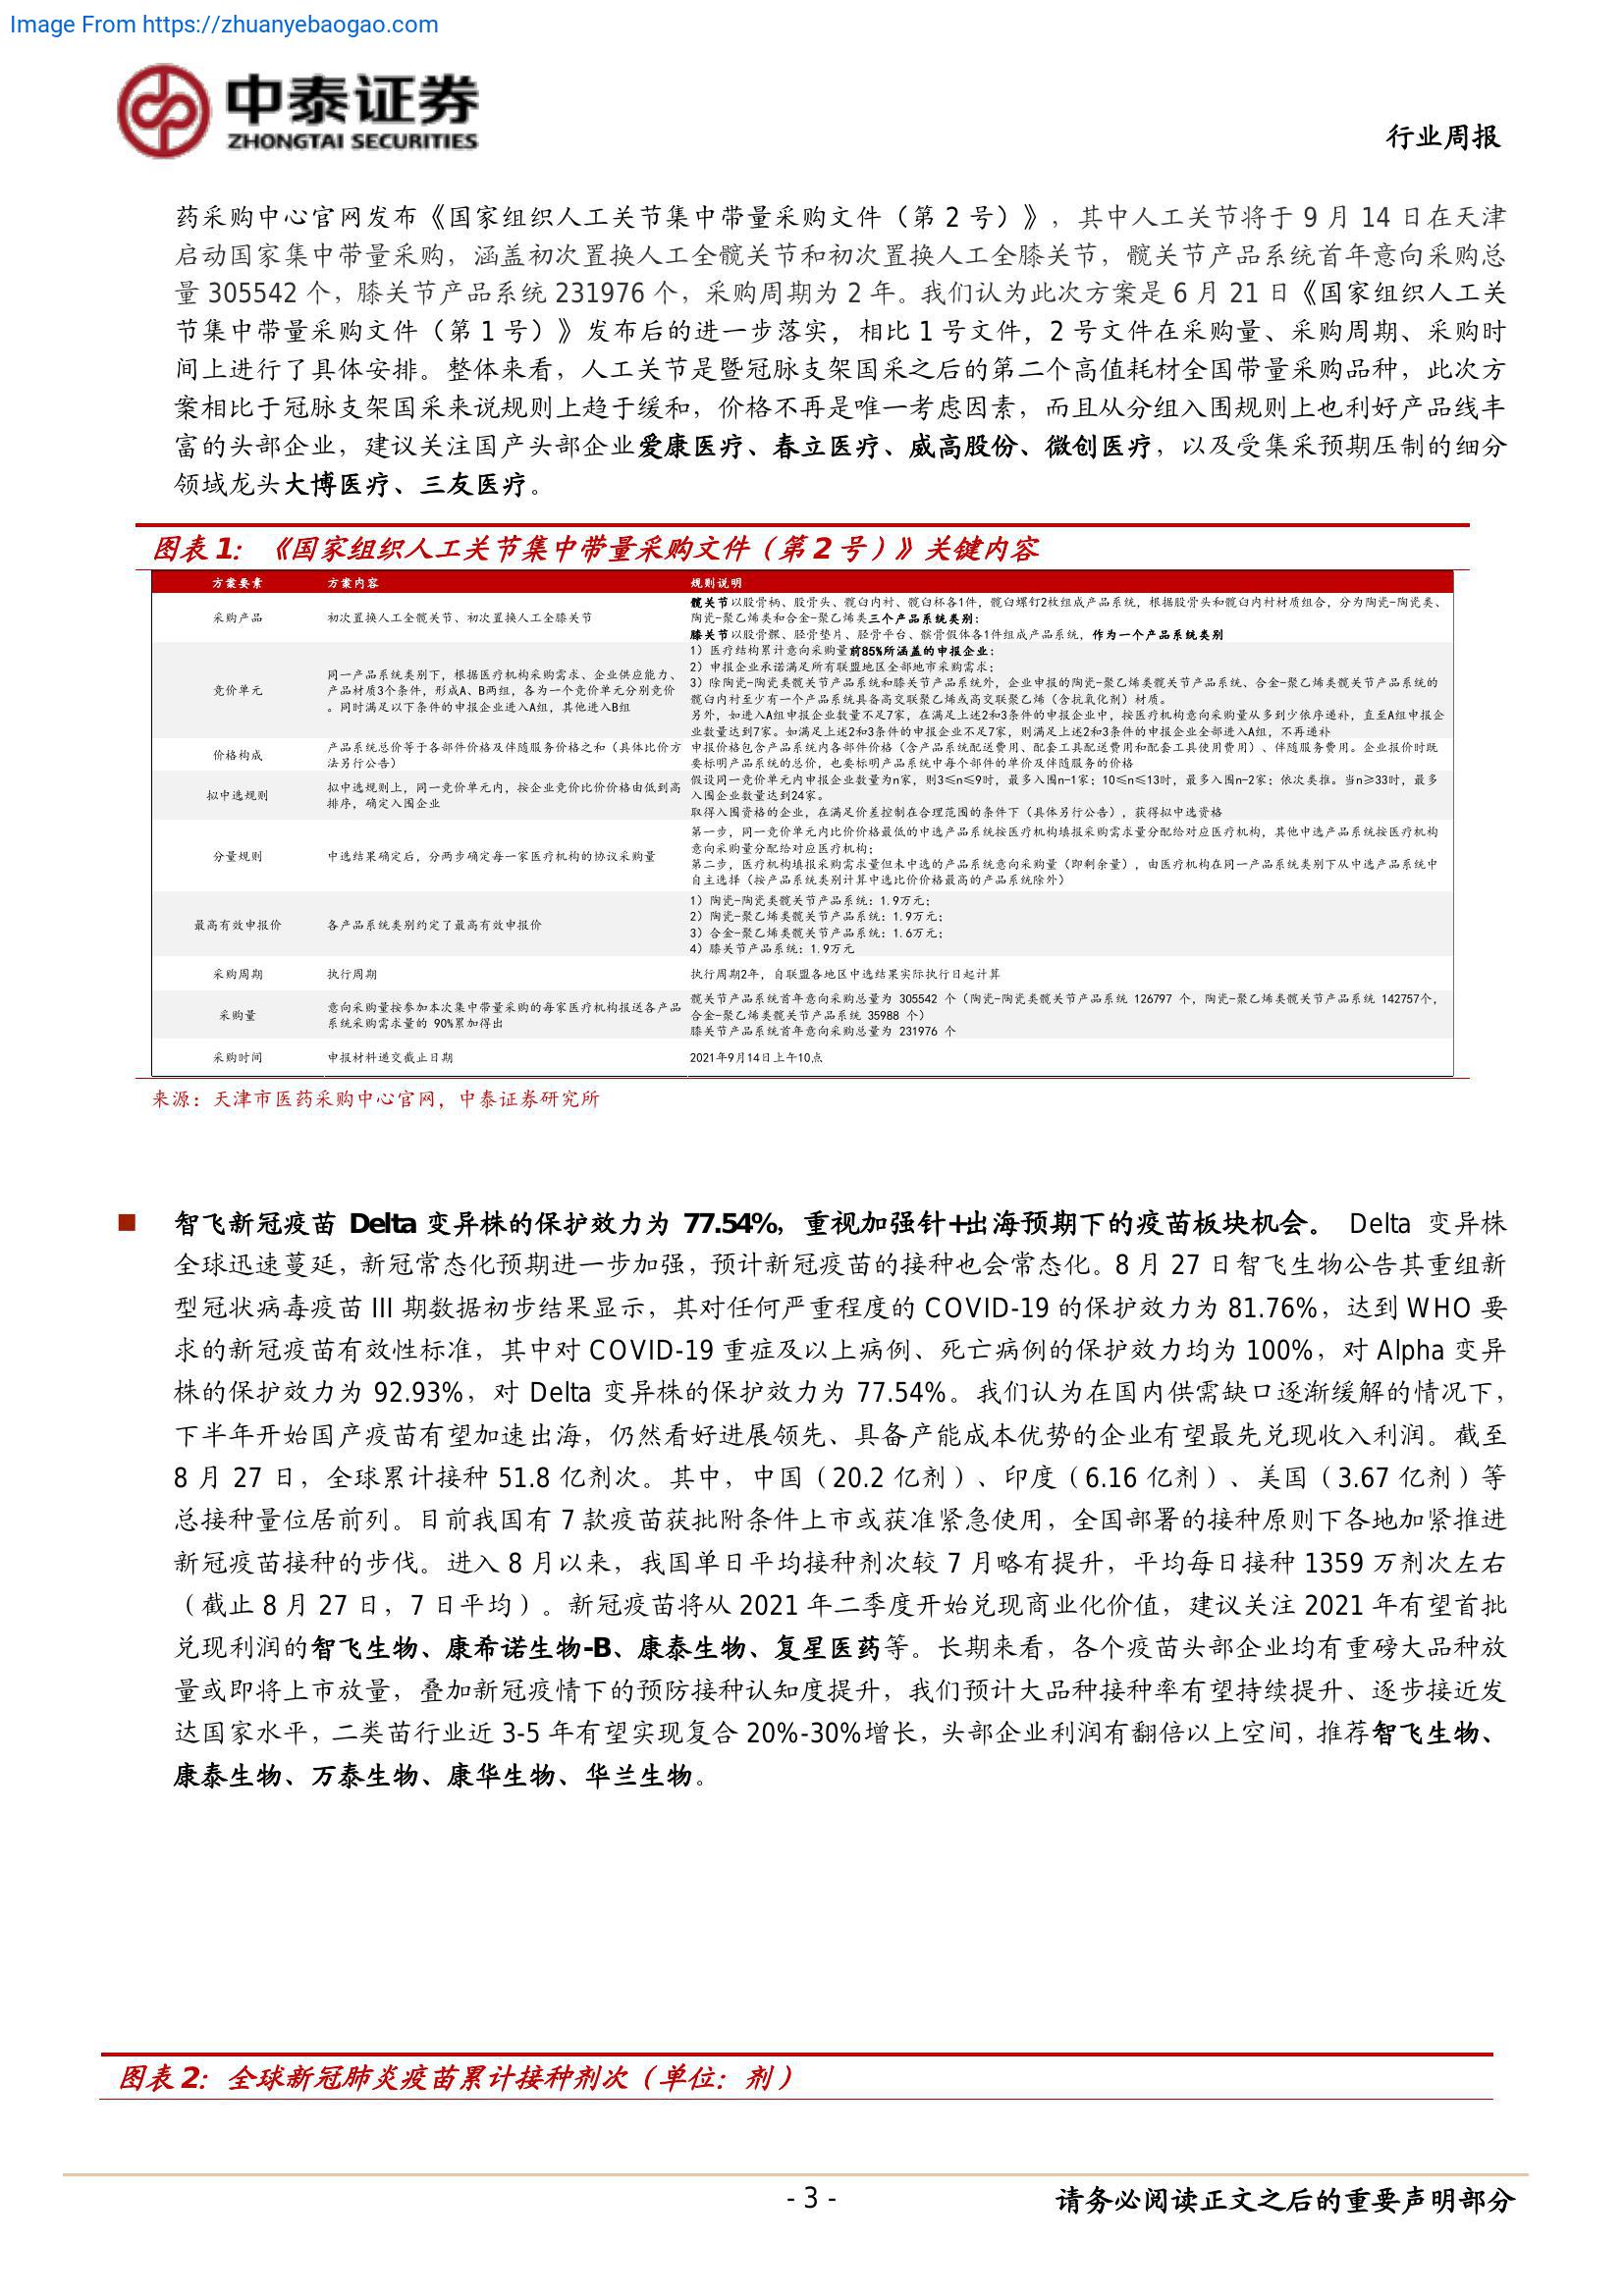 Image From https://zhuanyebaogao.com
中泰证券
ZHONGTAI SECURITIES
行业周报
药采购中心官网发布《国家组织人工关节集中带量采购文件（第 2 号）》，其中人工关节将于 9 月 14 日在天津
启动国家集中带量采购，涵盖初次置换人工全髋关节和初次置换人工全膝关节，髋关节产品系统首年意向采购总
量 305542 个，膝关节产品系统 231976 个，采购周期为 2 年。我们认为此次方案是 6 月 21 日《国家组织人工关
节集中带量采购文件（第 1 号）》发布后的进一步落实，相比 1 号文件，2 号文件在采购量、采购周期、采购时
间上进行了具体安排。整体来看，人工关节是暨冠脉支架国采之后的第二个高值耗材全国带量采购品种，此次方
案相比于冠脉支架国采来说规则上趋于缓和，价格不再是唯一考虑因素，而且从分组入围规则上也利好产品线丰
富的头部企业，建议关注国产头部企业爱康医疗、春立医疗、威高股份、微创医疗，以及受集采预期压制的细分
领域龙头大博医疗、三友医疗。
图表 1：《国家组织人工关节集中带量采购文件（第 2 号）》关键内容
方案要素 方案内容 规则说明
采购产品 初次置换人工全髋关节、初次置换人工全膝关节
髋关节以股骨柄、股骨头、髋臼内衬、髋臼杯各1件，髋臼螺钉2枚组成产品系统，根据股骨头和髋臼内衬材质组合，分为陶瓷-陶瓷类、
陶瓷-聚乙烯类和合金-聚乙烯类三个产品系统类别；
膝关节以股骨髁、胫骨垫片、胫骨平台、髌骨假体各1件组成产品系统，作为一个产品系统类别
竞价单元
同一产品系统类别下，根据医疗机构采购需求、企业供应能力、
产品材质3个条件，形成A、B两组，各为一个竞价单元分别竞价
。同时满足以下条件的申报企业进入A组，其他进入B组
1）医疗结构累计意向采购量前85%所涵盖的申报企业；
2）申报企业承诺满足所有联盟地区全部地市采购需求；
3）除陶瓷-陶瓷类髋关节产品系统和膝关节产品系统外，企业申报的陶瓷-聚乙烯类髋关节产品系统、合金-聚乙烯类髋关节产品系统的
髋臼内衬至少有一个产品系统具备高交联聚乙烯或高交联聚乙烯（含抗氧化剂）材质。
另外，如进入A组申报企业数量不足7家，在满足上述2和3条件的申报企业中，按医疗机构意向采购量从多到少依序递补，直至A组申报企
业数量达到7家。如满足上述2和3条件的申报企业不足7家，则满足上述2和3条件的申报企业全部进入A组，不再递补
价格构成
产品系统总价等于各部件价格及伴随服务价格之和（具体比价方
法另行公告）
申报价格包含产品系统内各部件价格（含产品系统配送费用、配套工具配送费用和配套工具使用费用）、伴随服务费用。企业报价时既
要标明产品系统的总价，也要标明产品系统中每个部件的单价及伴随服务的价格
拟中选规则
拟中选规则上，同一竞价单元内，按企业竞价比价价格由低到高
排序，确定入围企业
假设同一竞价单元内申报企业数量为n家，则3≤n≤9时，最多入围n-1家；10≤n≤13时，最多入围n-2家；依次类推。当n≥33时，最多
入围企业数量达到24家。
取得入围资格的企业，在满足价差控制在合理范围的条件下（具体另行公告），获得拟中选资格
分量规则 中选结果确定后，分两步确定每一家医疗机构的协议采购量
第一步，同一竞价单元内比价价格最低的中选产品系统按医疗机构填报采购需求量分配给对应医疗机构，其他中选产品系统按医疗机构
意向采购量分配给对应医疗机构；
第二步，医疗机构填报采购需求量但未中选的产品系统意向采购量（即剩余量），由医疗机构在同一产品系统类别下从中选产品系统中
自主选择（按产品系统类别计算中选比价价格最高的产品系统除外）
最高有效申报价 各产品系统类别约定了最高有效申报价
1）陶瓷-陶瓷类髋关节产品系统：1.9万元；
2）陶瓷-聚乙烯类髋关节产品系统：1.9万元；
3）合金-聚乙烯类髋关节产品系统：1.6万元；
4）膝关节产品系统：1.9万元
采购周期 执行周期 执行周期2年，自联盟各地区中选结果实际执行日起计算
采购量
意向采购量按参加本次集中带量采购的每家医疗机构报送各产品
系统采购需求量的 90%累加得出
髋关节产品系统首年意向采购总量为 305542 个（陶瓷-陶瓷类髋关节产品系统 126797 个，陶瓷-聚乙烯类髋关节产品系统 142757个，
合金-聚乙烯类髋关节产品系统 35988 个）
膝关节产品系统首年意向采购总量为 231976 个
采购时间 申报材料递交截止日期 2021年9月14日上午10点
来源：天津市医药采购中心官网，中泰证券研究所
■ 智飞新冠疫苗 Delta 变异株的保护效力为 77.54%，重视加强针+出海预期下的疫苗板块机会。 Delta 变异株
全球迅速蔓延，新冠常态化预期进一步加强，预计新冠疫苗的接种也会常态化。8 月 27 日智飞生物公告其重组新
型冠状病毒疫苗 III 期数据初步结果显示，其对任何严重程度的 COVID-19 的保护效力为 81.76%，达到 WHO 要
求的新冠疫苗有效性标准，其中对 COVID-19 重症及以上病例、死亡病例的保护效力均为 100%，对 Alpha 变异
株的保护效力为 92.93%，对 Delta 变异株的保护效力为 77.54%。我们认为在国内供需缺口逐渐缓解的情况下，
下半年开始国产疫苗有望加速出海，仍然看好进展领先、具备产能成本优势的企业有望最先兑现收入利润。截至
8 月 27 日，全球累计接种 51.8 亿剂次。其中，中国（20.2 亿剂）、印度（6.16 亿剂）、美国（3.67 亿剂）等
总接种量位居前列。目前我国有 7 款疫苗获批附条件上市或获准紧急使用，全国部署的接种原则下各地加紧推进
新冠疫苗接种的步伐。进入 8 月以来，我国单日平均接种剂次较 7 月略有提升，平均每日接种 1359 万剂次左右
（截止 8 月 27 日，7 日平均）。新冠疫苗将从 2021 年二季度开始兑现商业化价值，建议关注 2021 年有望首批
兑现利润的智飞生物、康希诺生物-B、康泰生物、复星医药等。长期来看，各个疫苗头部企业均有重磅大品种放
量或即将上市放量，叠加新冠疫情下的预防接种认知度提升，我们预计大品种接种率有望持续提升、逐步接近发
达国家水平，二类苗行业近 3-5 年有望实现复合 20%-30%增长，头部企业利润有翻倍以上空间，推荐智飞生物、
康泰生物、万泰生物、康华生物、华兰生物。
图表 2：全球新冠肺炎疫苗累计接种剂次（单位：剂）
- 3 -
请务必阅读正文之后的重要声明部分